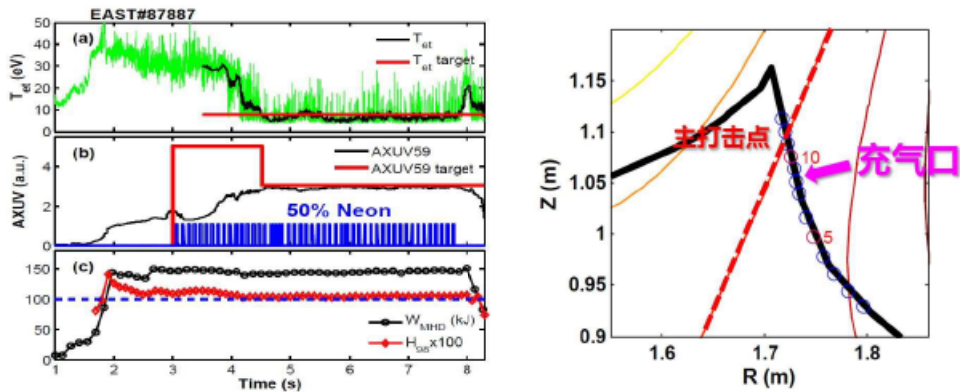 EAST#87887
50
40
30
20
10
0
T_et (eV)
(a)
T_et
T_et target
4
2
0
AXUV (a.u.)
(b)
AXUV59
AXUV59 target
50% Neon
150
100
50
0
(c)
W_MHD (kJ)
H_98 x100
1 2 3 4 5 6 7 8
Time (s)
1.15
1.1
1.05
1
0.95
0.9
Z (m)
主打击点
10
充气口
5
1.6 1.7 1.8
R (m)